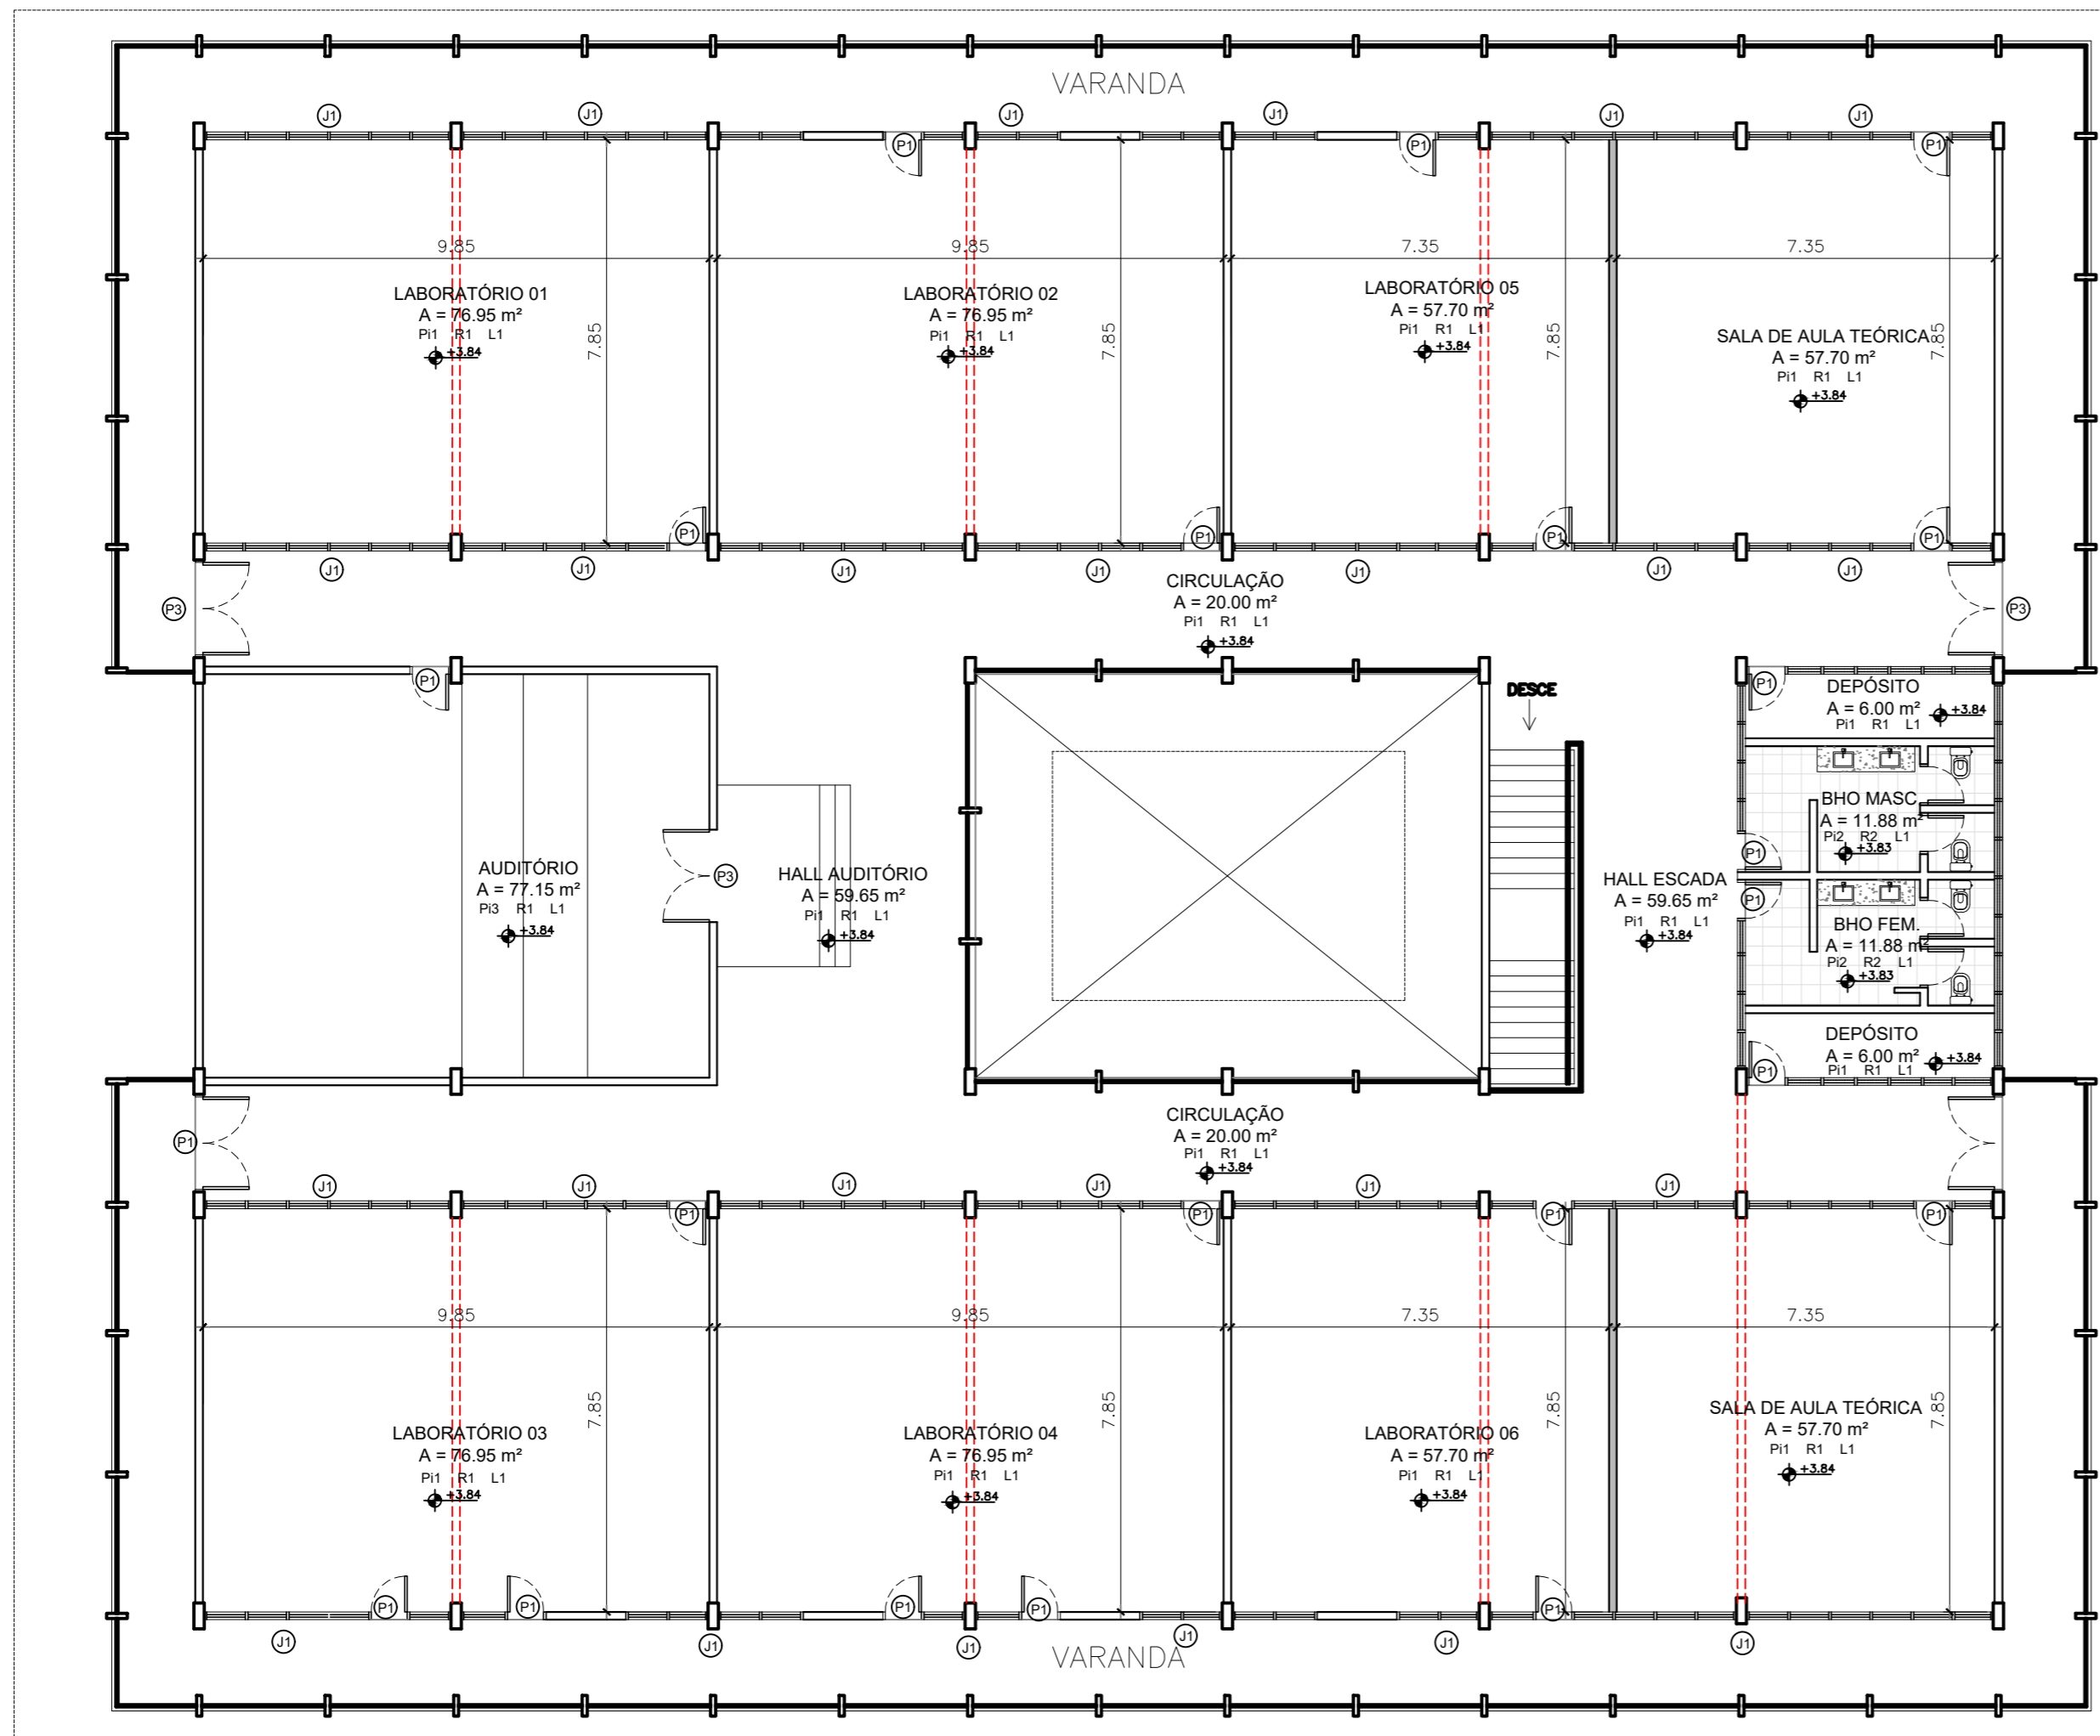 VARANDA
J1
J1
J1
J1
J1
J1
P1
P1
P1
9.85
9.85
7.35
7.35
LABORATÓRIO 01
A = 76.95 m²
Pi1 R1 L1
+3.84
7.85
LABORATÓRIO 02
A = 76.95 m²
Pi1 R1 L1
+3.84
7.85
LABORATÓRIO 05
A = 57.70 m²
Pi1 R1 L1
+3.84
7.85
SALA DE AULA TEÓRICA
A = 57.70 m²
Pi1 R1 L1
+3.84
7.85
P1
P1
P1
P1
J1
J1
J1
J1
J1
J1
J1
P3
CIRCULAÇÃO
A = 20.00 m²
Pi1 R1 L1
+3.84
P3
P1
DESCE
P1
DEPÓSITO
A = 6.00 m²
Pi1 R1 L1
+3.84
BHO MASC.
A = 11.88 m²
Pi2 R2 L1
+3.83
P1
AUDITÓRIO
A = 77.15 m²
Pi3 R1 L1
+3.84
P3
HALL AUDITÓRIO
A = 59.65 m²
Pi1 R1 L1
+3.84
HALL ESCADA
A = 59.65 m²
Pi1 R1 L1
+3.84
P1
BHO FEM.
A = 11.88 m²
Pi2 R2 L1
+3.83
DEPÓSITO
A = 6.00 m²
Pi1 R1 L1
+3.84
P1
P1
CIRCULAÇÃO
A = 20.00 m²
Pi1 R1 L1
+3.84
J1
J1
J1
J1
J1
J1
P1
P1
P1
P1
9.85
9.85
7.35
7.35
LABORATÓRIO 03
A = 76.95 m²
Pi1 R1 L1
+3.84
7.85
LABORATÓRIO 04
A = 76.95 m²
Pi1 R1 L1
+3.84
7.85
LABORATÓRIO 06
A = 57.70 m²
Pi1 R1 L1
+3.84
7.85
SALA DE AULA TEÓRICA
A = 57.70 m²
Pi1 R1 L1
+3.84
7.85
P1
P1
P1
P1
P1
J1
J1
J1
J1
J1
J1
VARANDA